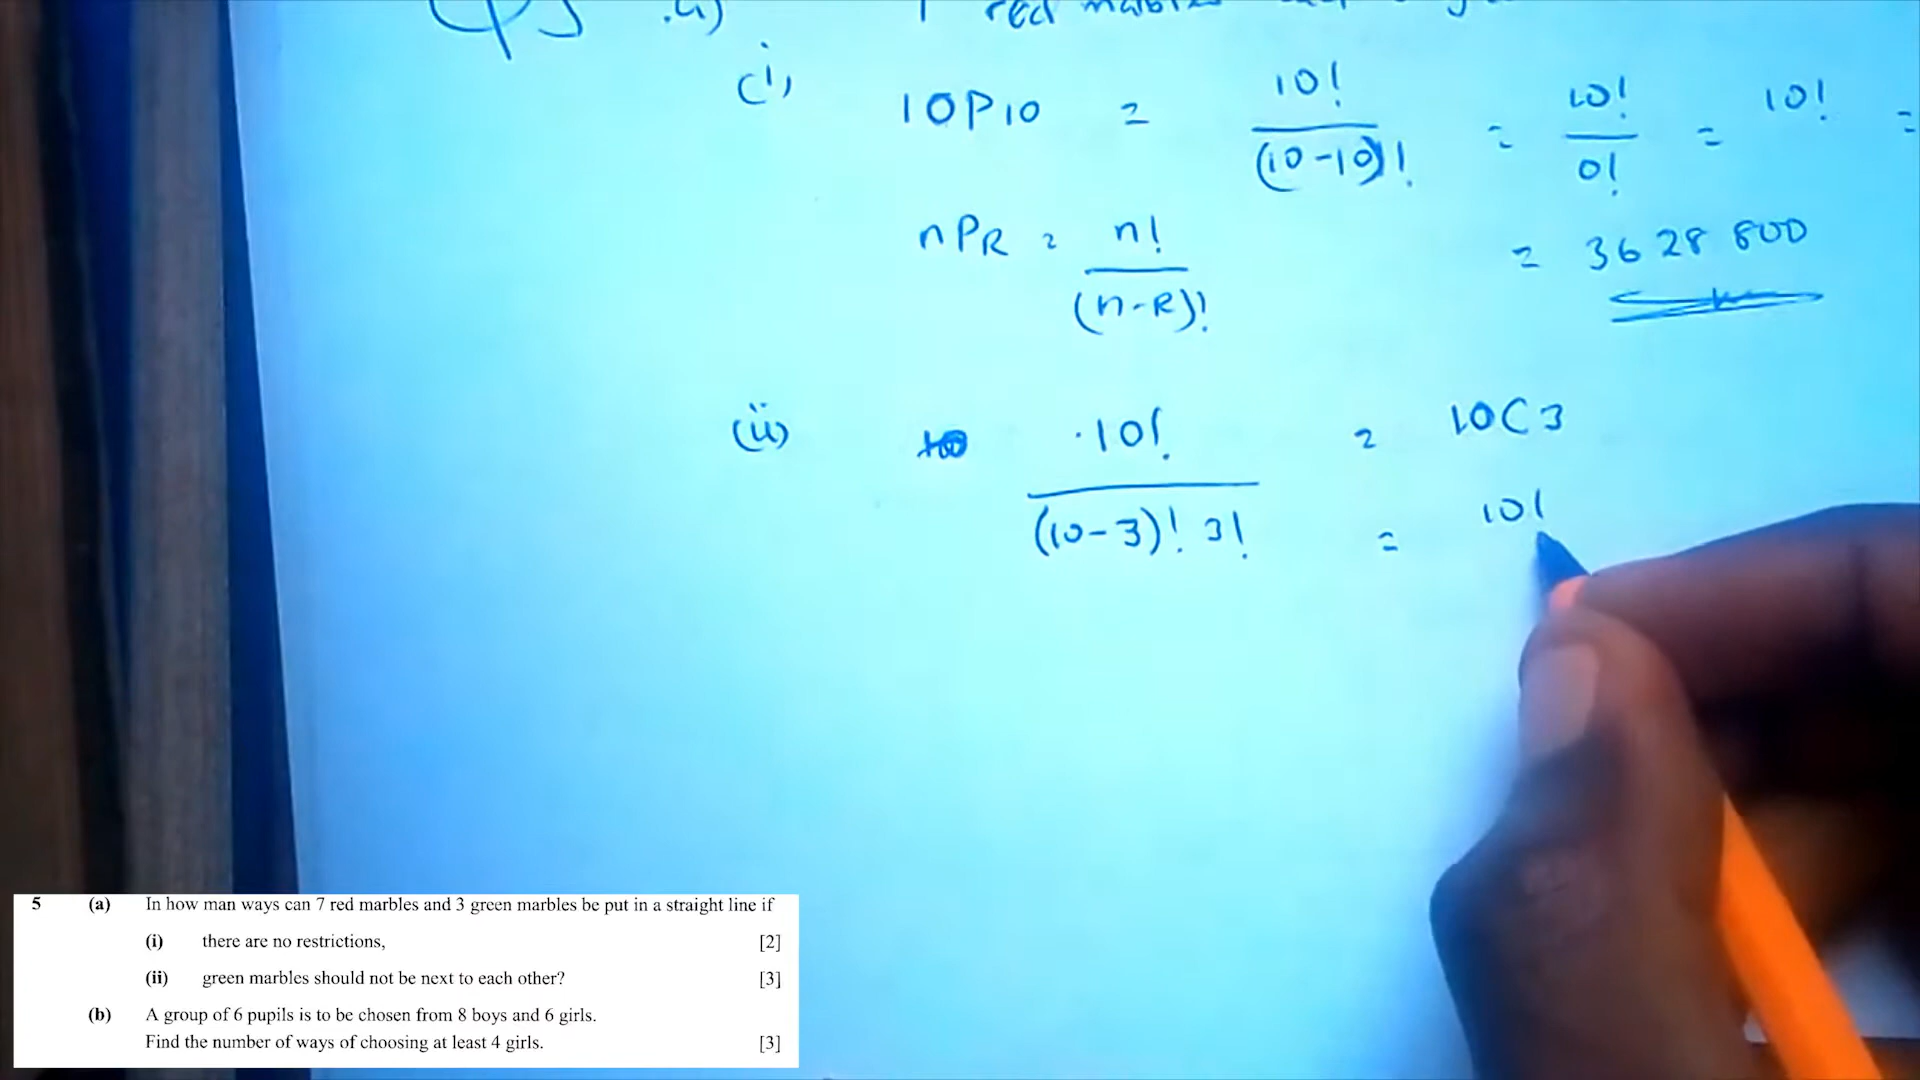 red marbles
(i) 10P10 = 10! / (10-10)! = 10! / 0! = 10! =
nPR = n! / (n-R)!
= 3628800
(ii) 10! / (10-3)! 3! = 10C3
= 10!
5 (a) In how man ways can 7 red marbles and 3 green marbles be put in a straight line if
(i) there are no restrictions, [2]
(ii) green marbles should not be next to each other? [3]
(b) A group of 6 pupils is to be chosen from 8 boys and 6 girls.
Find the number of ways of choosing at least 4 girls. [3]